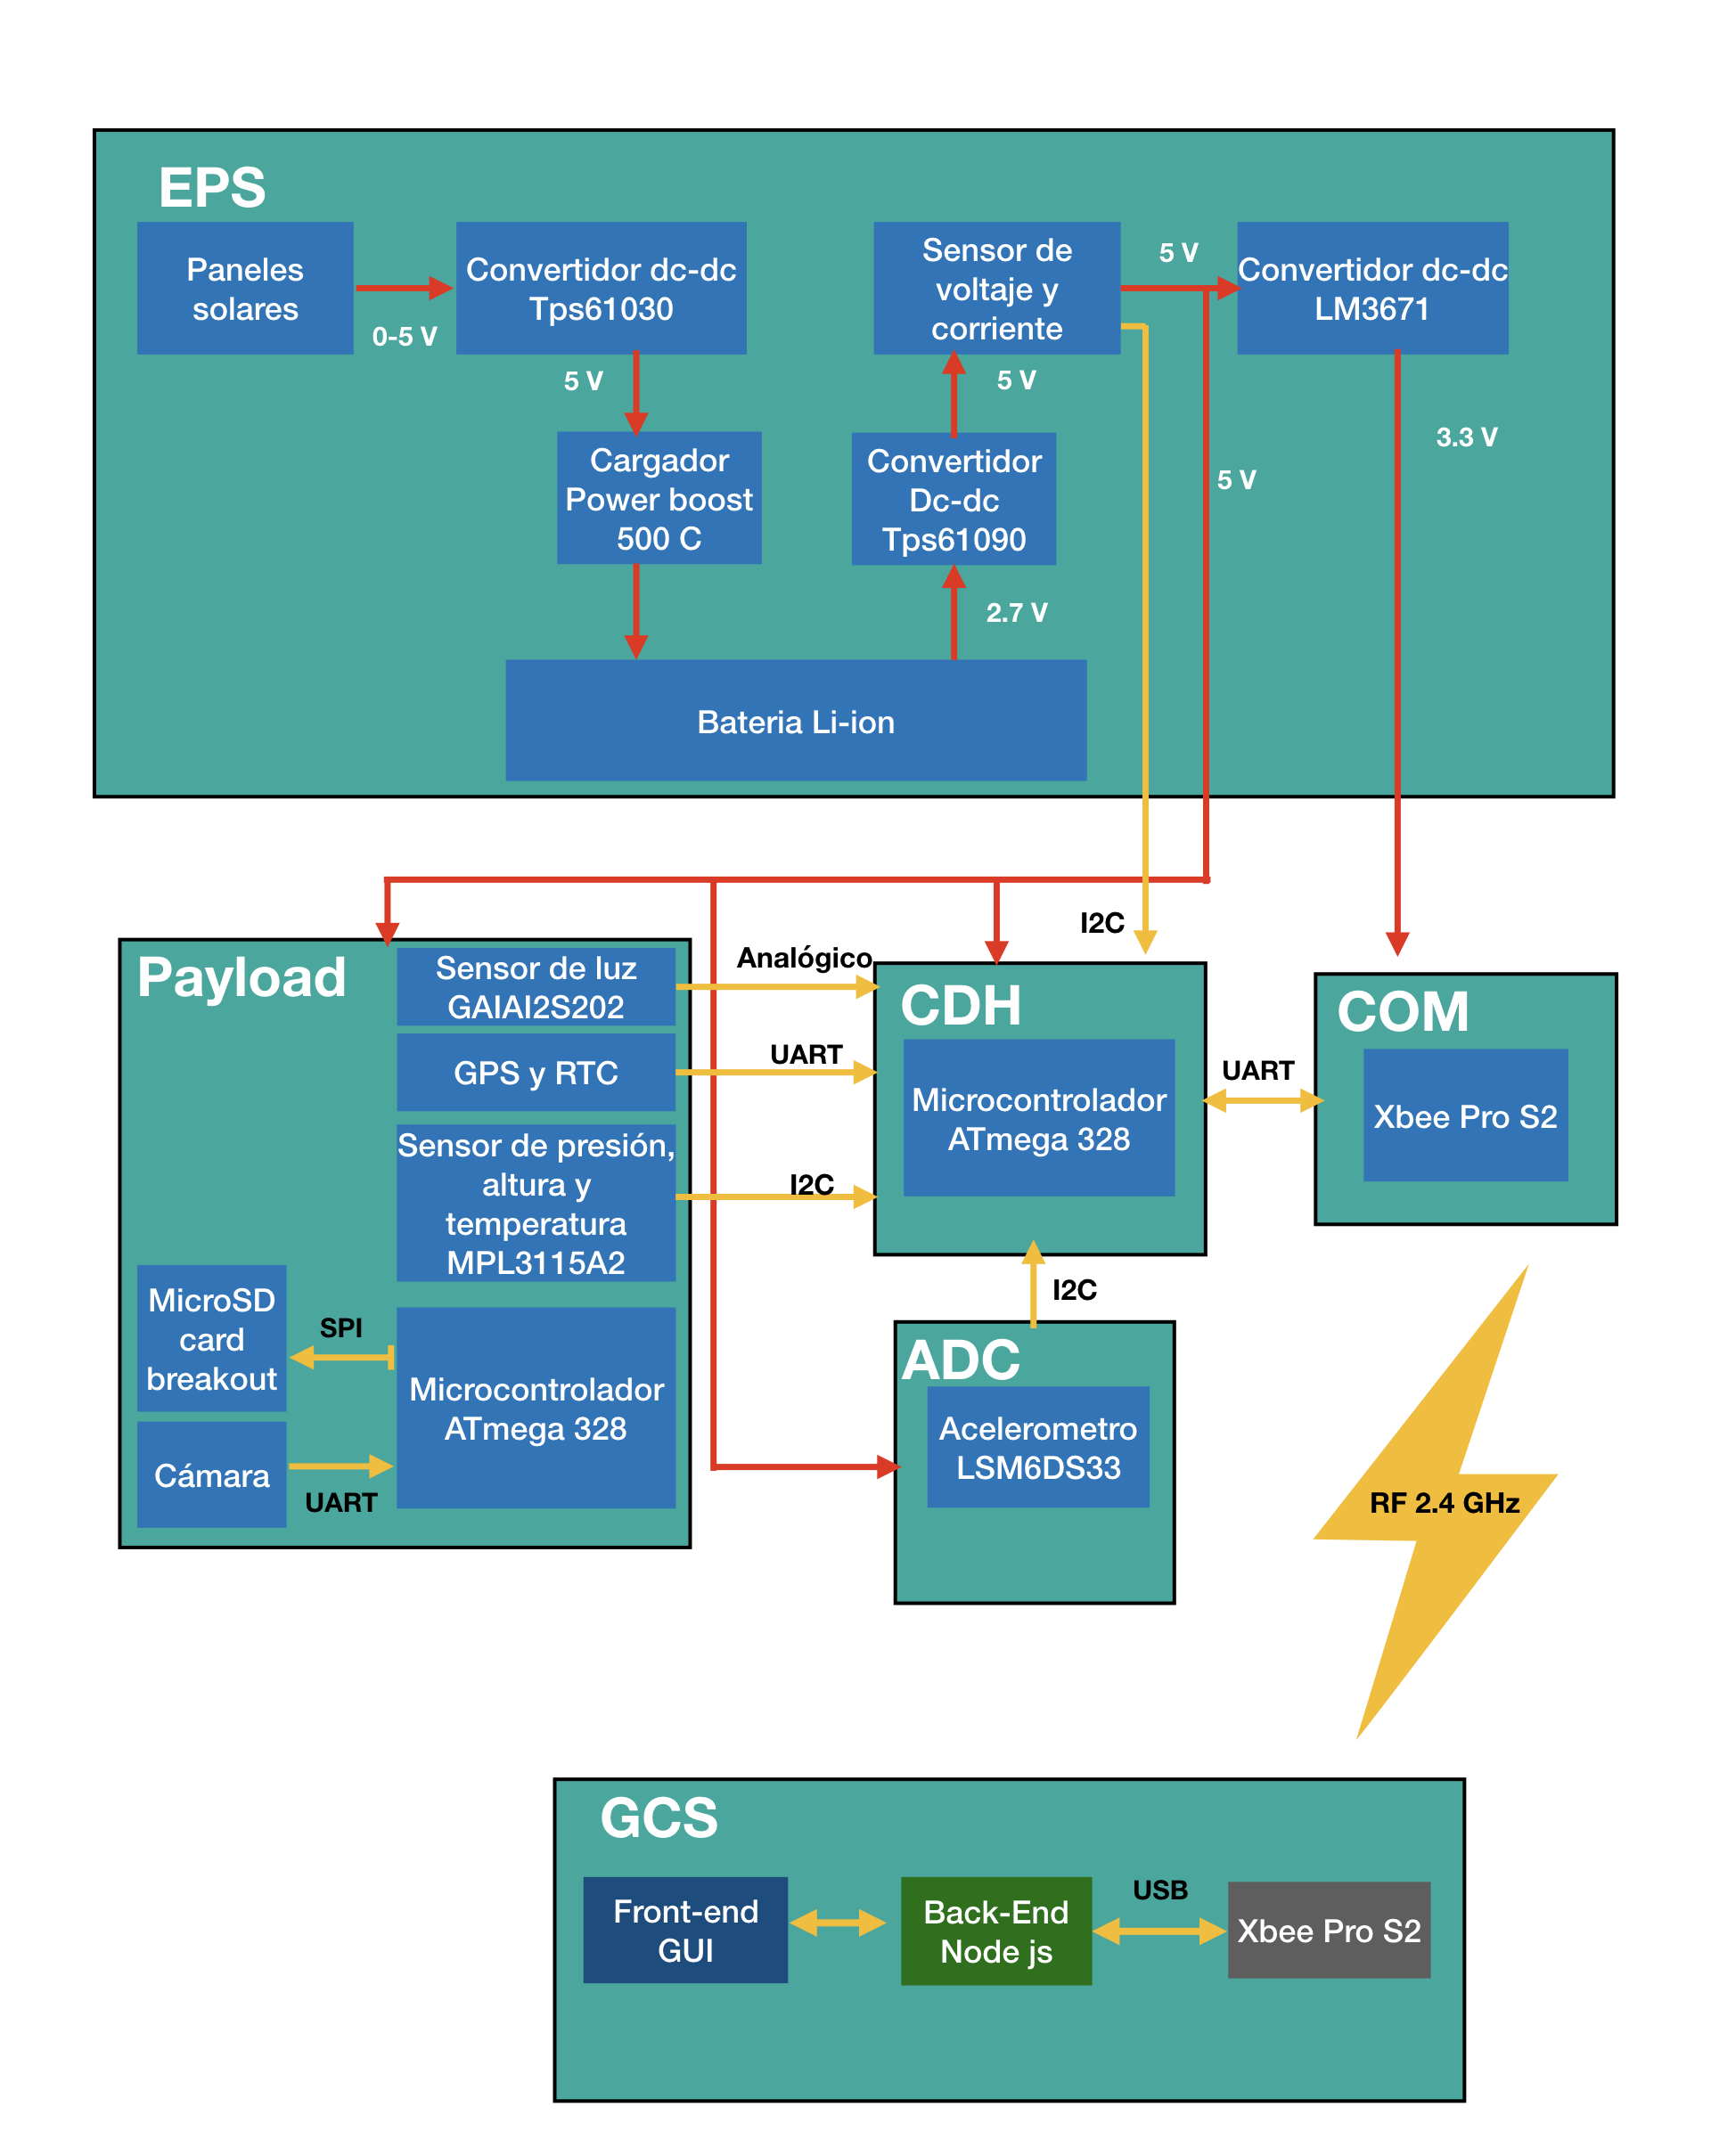 EPS
Paneles
solares
0-5 V
Convertidor dc-dc
Tps61030
5 V
Cargador
Power boost
500 C
Bateria Li-ion
2.7 V
Convertidor
Dc-dc
Tps61090
5 V
Sensor de
voltaje y
corriente
5 V
Convertidor dc-dc
LM3671
5 V
3.3 V
I2C
Payload
Sensor de luz
GAIAI2S202
GPS y RTC
Sensor de presión,
altura y
temperatura
MPL3115A2
MicroSD
card
breakout
SPI
Microcontrolador
ATmega 328
Cámara
UART
Analógico
UART
I2C
CDH
Microcontrolador
ATmega 328
UART
COM
Xbee Pro S2
I2C
ADC
Acelerometro
LSM6DS33
RF 2.4 GHz
GCS
Front-end
GUI
Back-End
Node js
USB
Xbee Pro S2